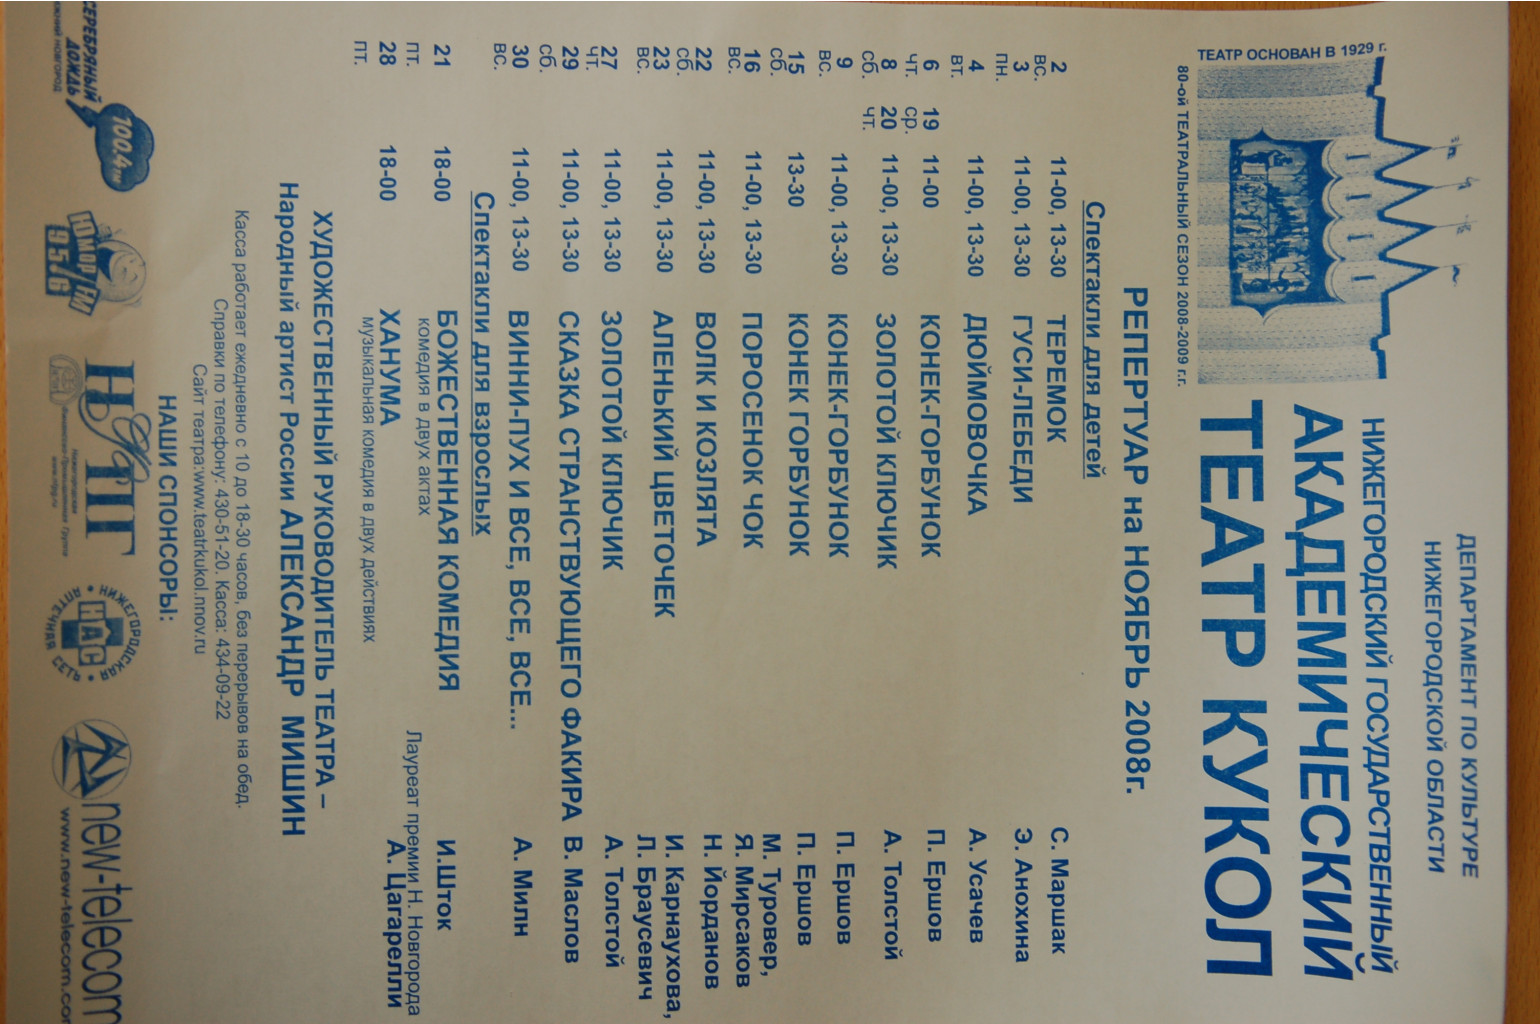 ДЕПАРТАМЕНТ ПО КУЛЬТУРЕ
НИЖЕГОРОДСКОЙ ОБЛАСТИ
НИЖЕГОРОДСКИЙ ГОСУДАРСТВЕННЫЙ
АКАДЕМИЧЕСКИЙ
ТЕАТР КУКОЛ
ТЕАТР ОСНОВАН В 1929 г.
80-ой ТЕАТРАЛЬНЫЙ СЕЗОН 2008-2009 г.г.
РЕПЕРТУАР на НОЯБРЬ 2008г.
Спектакли для детей
2 вс. 11-00, 13-30 ТЕРЕМОК С. Маршак
3 пн. 11-00, 13-30 ГУСИ-ЛЕБЕДИ Э. Анохина
4 вт. 11-00, 13-30 ДЮЙМОВОЧКА А. Усачев
6 чт. 19 ср. 11-00 КОНЕК-ГОРБУНОК П. Ершов
8 сб. 20 чт. 11-00, 13-30 ЗОЛОТОЙ КЛЮЧИК А. Толстой
9 вс. 11-00, 13-30 КОНЕК-ГОРБУНОК П. Ершов
15 сб. 13-30 КОНЕК ГОРБУНОК П. Ершов
16 вс. 11-00, 13-30 ПОРОСЕНОК ЧОК М. Туровер,
Я. Мирсаков
22 сб. 11-00, 13-30 ВОЛК И КОЗЛЯТА Н. Йорданов
23 вс. 11-00, 13-30 АЛЕНЬКИЙ ЦВЕТОЧЕК И. Карнаухова,
Л. Браусевич
27 чт. 11-00, 13-30 ЗОЛОТОЙ КЛЮЧИК А. Толстой
29 сб. 11-00, 13-30 СКАЗКА СТРАНСТВУЮЩЕГО ФАКИРА В. Маслов
30 вс. 11-00, 13-30 ВИННИ-ПУХ И ВСЕ, ВСЕ, ВСЕ... А. Милн
Спектакли для взрослых
21 пт. 18-00 БОЖЕСТВЕННАЯ КОМЕДИЯ И.Шток
комедия в двух актах
Лауреат премии Н. Новгорода
28 пт. 18-00 ХАНУМА А. Цагарелли
музыкальная комедия в двух действиях
ХУДОЖЕСТВЕННЫЙ РУКОВОДИТЕЛЬ ТЕАТРА –
Народный артист России АЛЕКСАНДР МИШИН
Касса работает ежедневно с 10 до 18-30 часов, без перерывов на обед.
Справки по телефону: 430-51-20. Касса: 434-09-22
Сайт театра:www.teatrkukol.nnov.ru
НАШИ СПОНСОРЫ:
СЕРЕБРЯНЫЙ
ДОЖДЬ
НИЖНИЙ НОВГОРОД
100.4 FM
ЮМОР FM
95.6
НПГ
Нижегородская
Промышленная Группа
НИЖЕГОРОДСКАЯ
АПТЕЧНАЯ СЕТЬ
НАС
new-telecom
www.new-telecom.com